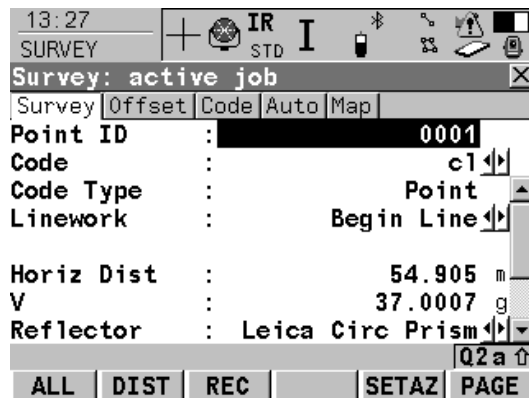 13:27 IR
SURVEY STD I
Survey: active job
Survey Offset Code Auto Map
Point ID : 0001
Code : cl
Code Type : Point
Linework : Begin Line
Horiz Dist : 54.905 m
V 37.0007 g
Reflector : Leica Circ Prism
Q2a
ALL DIST REC SETAZ PAGE